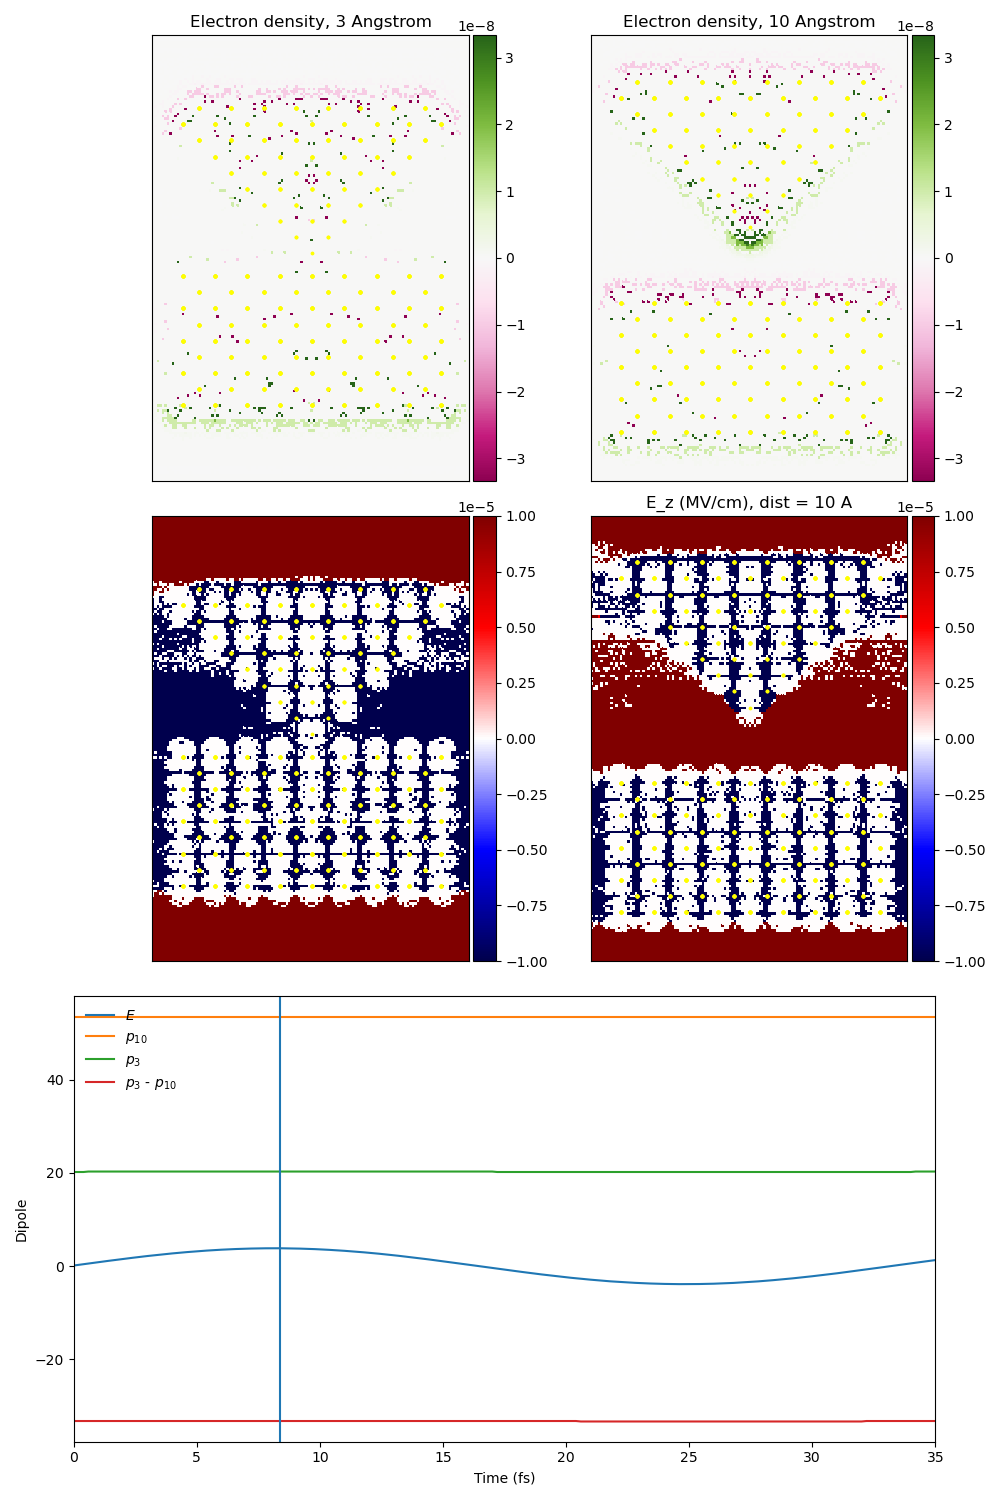 Electron density, 3 Angstrom
1e−8
3
2
1
0
−1
−2
−3
Electron density, 10 Angstrom
1e−8
3
2
1
0
−1
−2
−3
1e−5
1.00
0.75
0.50
0.25
0.00
−0.25
−0.50
−0.75
−1.00
E_z (MV/cm), dist = 10 A
1e−5
1.00
0.75
0.50
0.25
0.00
−0.25
−0.50
−0.75
−1.00
E
p10
p3
p3 - p10
Dipole
40
20
0
−20
0 5 10 15 20 25 30 35
Time (fs)